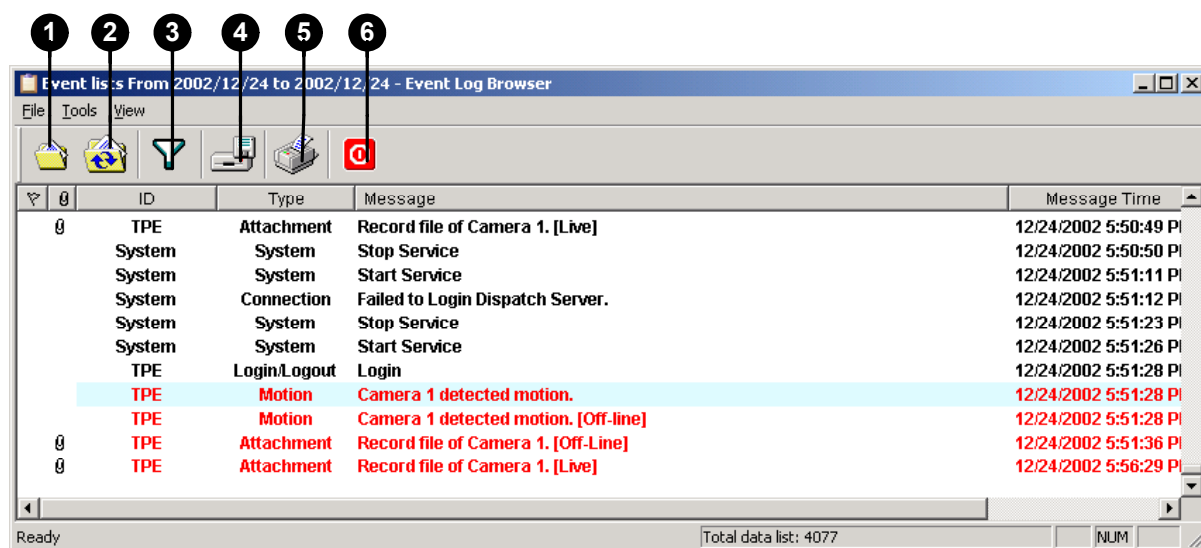 1 2 3 4 5 6
Event lists From 2002/12/24 to 2002/12/24 - Event Log Browser
File Tools View
ID Type Message Message Time
TPE Attachment Record file of Camera 1. [Live] 12/24/2002 5:50:49 P
System System Stop Service 12/24/2002 5:50:50 P
System System Start Service 12/24/2002 5:51:11 P
System Connection Failed to Login Dispatch Server. 12/24/2002 5:51:12 P
System System Stop Service 12/24/2002 5:51:23 P
System System Start Service 12/24/2002 5:51:26 P
TPE Login/Logout Login 12/24/2002 5:51:28 P
TPE Motion Camera 1 detected motion. 12/24/2002 5:51:28 P
TPE Motion Camera 1 detected motion. [Off-line] 12/24/2002 5:51:28 P
TPE Attachment Record file of Camera 1. [Off-Line] 12/24/2002 5:51:36 P
TPE Attachment Record file of Camera 1. [Live] 12/24/2002 5:56:29 P
Ready Total data list: 4077 NUM